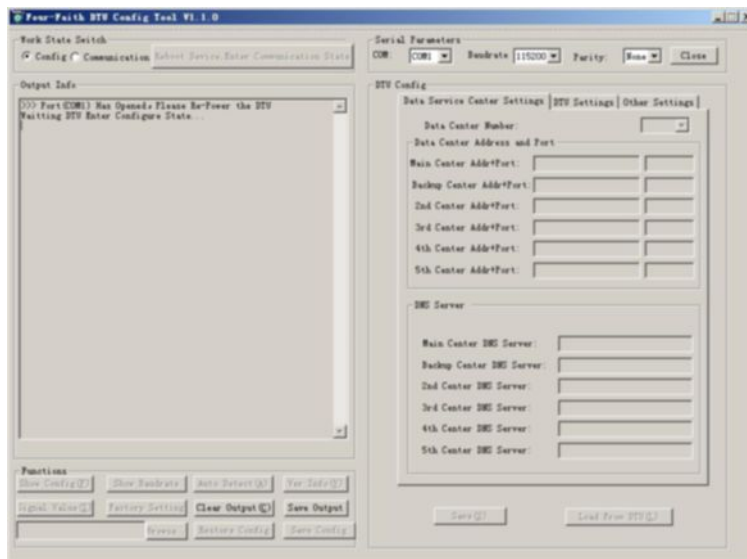 Four-Faith DTU Config Tool V1.1.0
Work State Switch
Config Communication Reboot Device,Enter Communication State
Serial Parameters
COM: COM1 Baudrate 115200 Parity: None Close
Output Info
>>> Port(COM1) Has Opened, Please Re-Power the DTU
Waitting DTU Enter Configure State...
DTU Config
Data Service Center Settings DTU Settings Other Settings
Data Center Number:
Data Center Address and Port
Main Center Addr+Port:
Backup Center Addr+Port:
2nd Center Addr+Port:
3rd Center Addr+Port:
4th Center Addr+Port:
5th Center Addr+Port:
DNS Server
Main Center DNS Server:
Backup Center DNS Server:
2nd Center DNS Server:
3rd Center DNS Server:
4th Center DNS Server:
5th Center DNS Server:
Functions
Show Config(P) Show Baudrate Auto Detect(A) Ver Info(V)
Signal Value(Q) Factory Setting Clear Output(C) Save Output
Browse.. Restore Config Save Config
Save(S) Load From DTU(L)